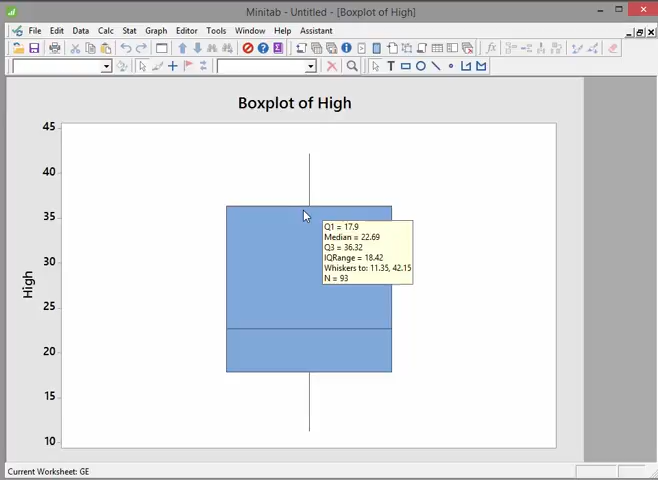 Minitab - Untitled - [Boxplot of High]
File Edit Data Calc Stat Graph Editor Tools Window Help Assistant
Boxplot of High
45
40
35
30
25
20
15
10
High
Q1 = 17.9
Median = 22.69
Q3 = 36.32
IQRange = 18.42
Whiskers to: 11.35, 42.15
N = 93
Current Worksheet: GE